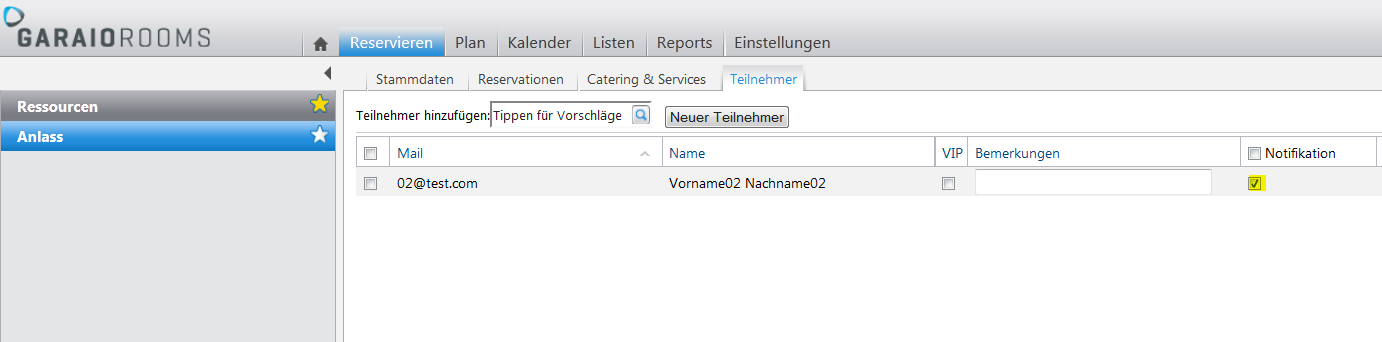 GARAIOROOMS
Reservieren Plan Kalender Listen Reports Einstellungen
Stammdaten Reservationen Catering & Services Teilnehmer
Ressourcen
Anlass
Teilnehmer hinzufügen: Tippen für Vorschläge Neuer Teilnehmer
Mail Name VIP Bemerkungen Notifikation
02@test.com Vorname02 Nachname02